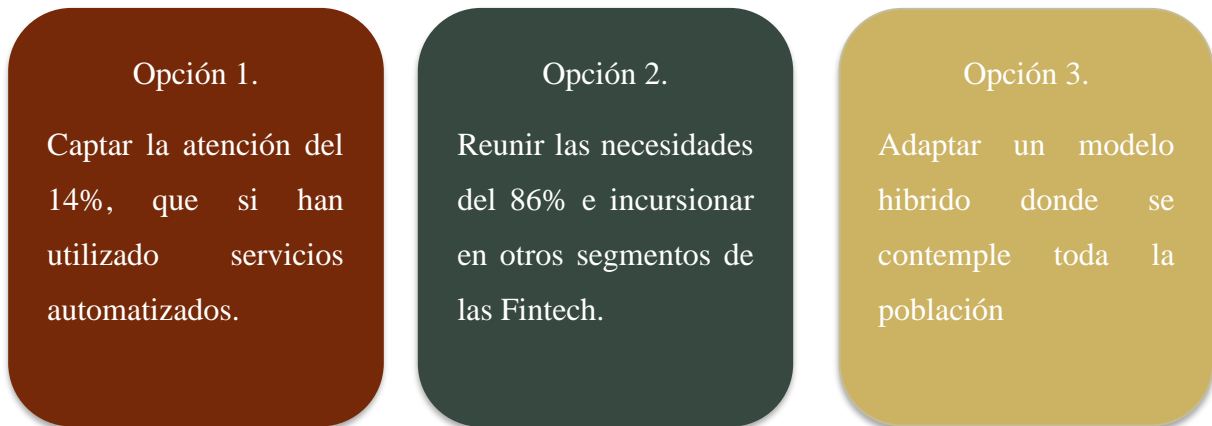 Opción 1.
Captar la atención del
14%, que si han
utilizado servicios
automatizados.
Opción 2.
Reunir las necesidades
del 86% e incursionar
en otros segmentos de
las Fintech.
Opción 3.
Adaptar un modelo
hibrido donde se
contemple toda la
población